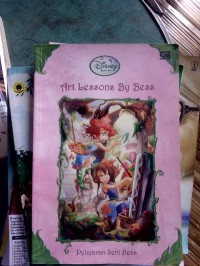 Disney
Art Lessons By Bess
Pelajaran Seni Bess